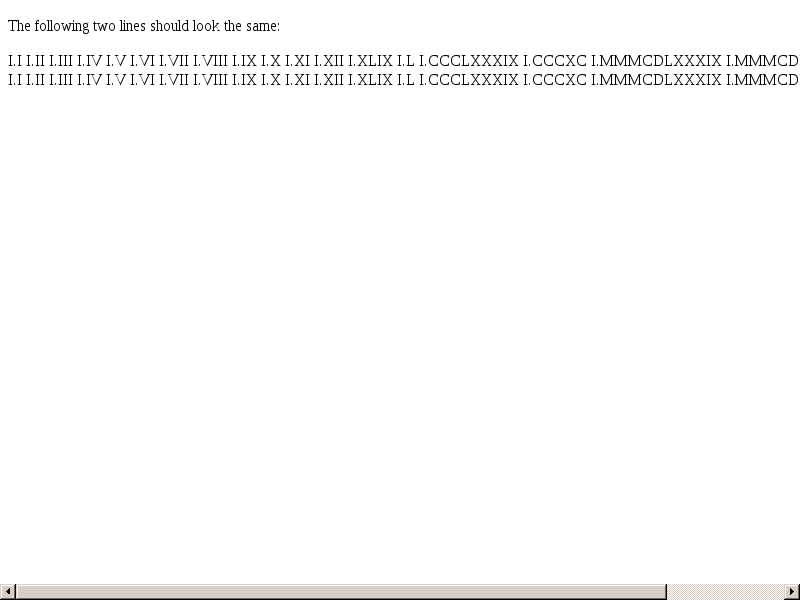 The following two lines should look the same:
I.I I.II I.III I.IV I.V I.VI I.VII I.VIII I.IX I.X I.XI I.XII I.XLIX I.L I.CCCLXXXIX I.CCCXC I.MMMCDLXXXIX I.MMMCD
I.I I.II I.III I.IV I.V I.VI I.VII I.VIII I.IX I.X I.XI I.XII I.XLIX I.L I.CCCLXXXIX I.CCCXC I.MMMCDLXXXIX I.MMMCD